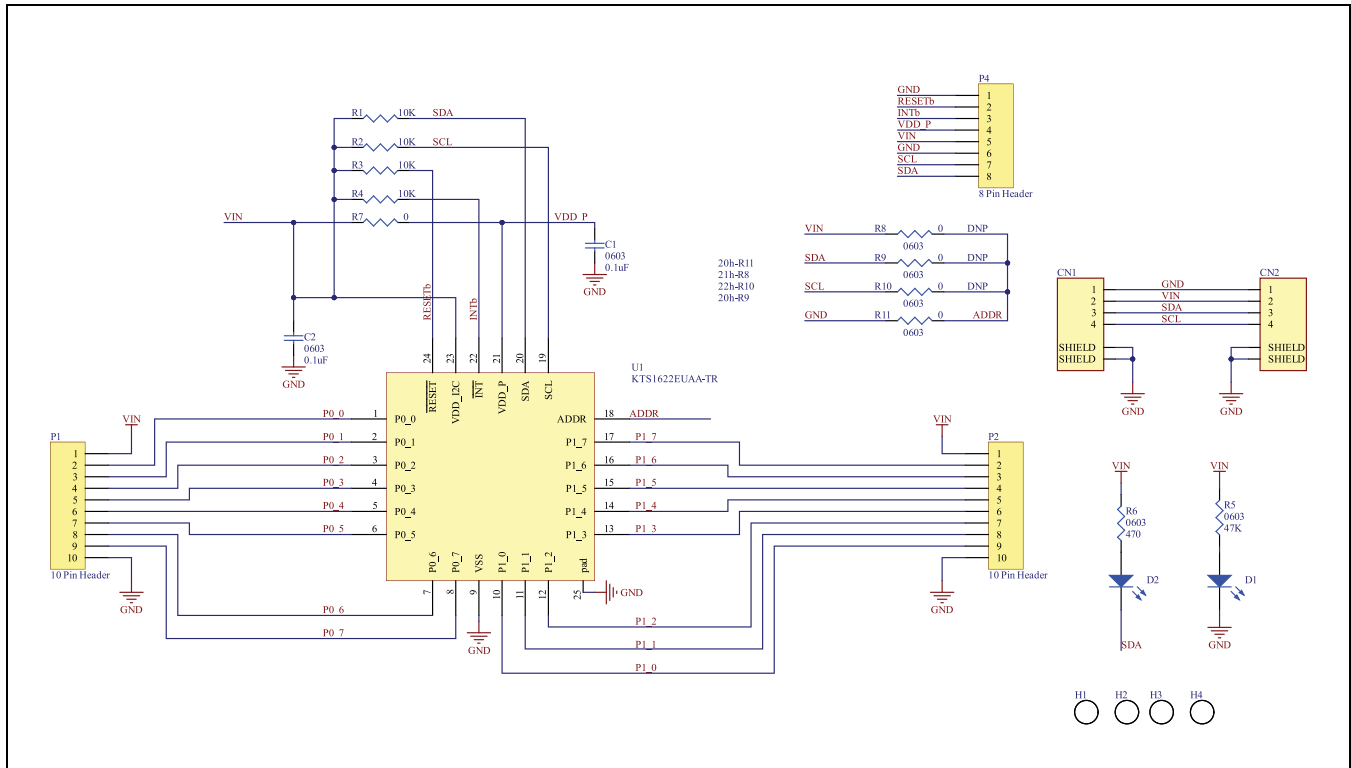 P4
GND 1
RESETb 2
INTb 3
VDD_P 4
VIN 5
GND 6
SCL 7
SDA 8
8 Pin Header
R1 10K SDA
R2 10K SCL
R3 10K
R4 10K
VIN R7 0 VDD_P
C1
0603
0.1uF
GND
RESETb
INTb
C2
0603
0.1uF
GND
20h-R11
21h-R8
22h-R10
20h-R9
VIN R8 0 DNP
0603
SDA R9 0 DNP
0603
SCL R10 0 DNP
0603
GND R11 0 ADDR
0603
CN1 CN2
1 GND 1
2 VIN 2
3 SDA 3
4 SCL 4
SHIELD SHIELD
SHIELD SHIELD
GND GND
U1
KTS1622EUAA-TR
24 23 22 21 20 19
RESET VDD_I2C INT VDD_P SDA SCL
P0_0 1 P0_0 ADDR 18 ADDR
P0_1 2 P0_1 P1_7 17 P1_7
P0_2 3 P0_2 P1_6 16 P1_6
P0_3 4 P0_3 P1_5 15 P1_5
P0_4 5 P0_4 P1_4 14 P1_4
P0_5 6 P0_5 P1_3 13 P1_3
P0_6 P0_7 VSS P1_0 P1_1 P1_2 pad
7 8 9 10 11 12 25
GND
GND
P0_6
P0_7
P1_2
P1_1
P1_0
VIN
P1
1
2
3
4
5
6
7
8
9
10
10 Pin Header
GND
VIN
P2
1
2
3
4
5
6
7
8
9
10
10 Pin Header
GND
VIN
R6
0603
470
D2
SDA
VIN
R5
0603
47K
D1
GND
H1 H2 H3 H4